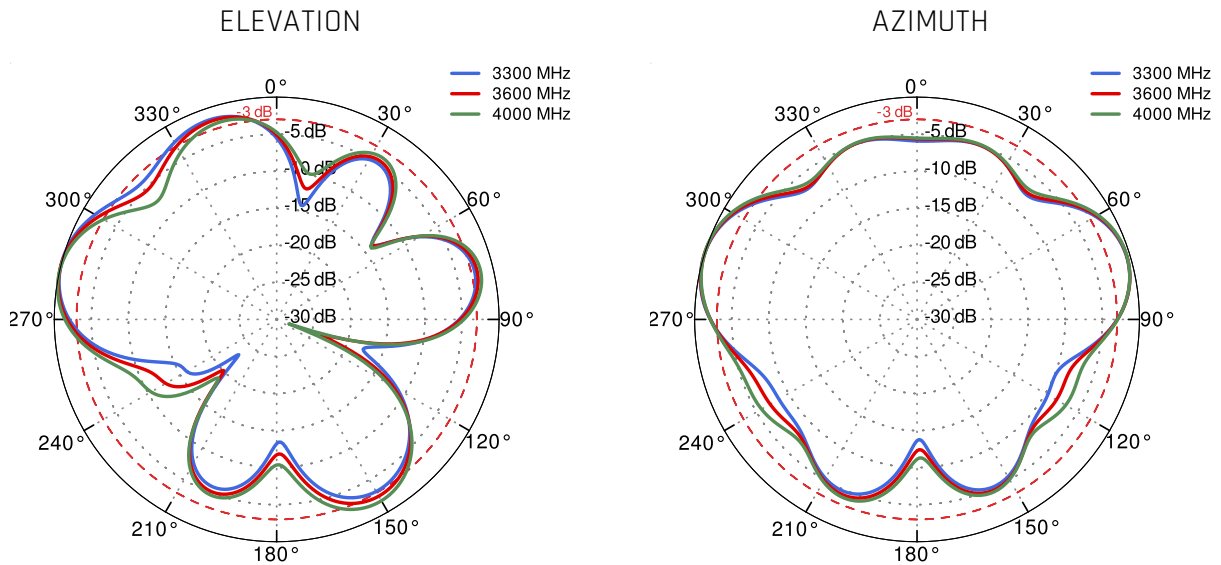 ELEVATION
3300 MHz
3600 MHz
4000 MHz
0°
30°
60°
90°
120°
150°
180°
210°
240°
270°
300°
330°
-3 dB
-5 dB
-15 dB
-20 dB
-25 dB
-30 dB
AZIMUTH
3300 MHz
3600 MHz
4000 MHz
0°
30°
60°
90°
120°
150°
180°
210°
240°
270°
300°
330°
-3 dB
-5 dB
-10 dB
-15 dB
-20 dB
-25 dB
-30 dB